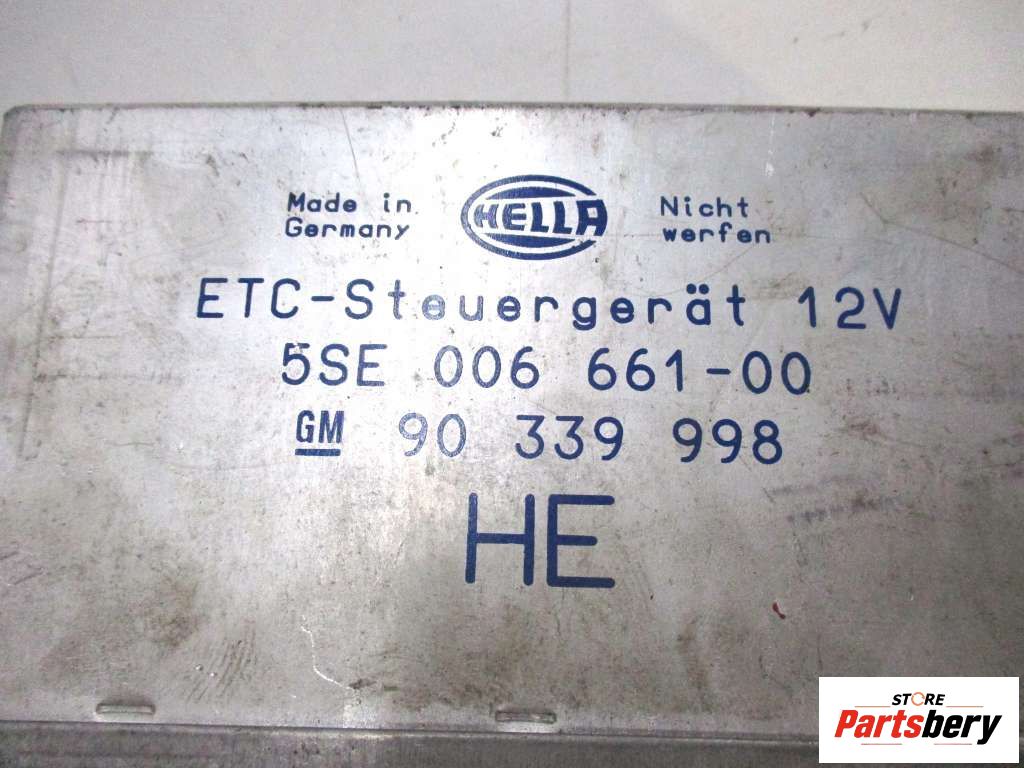 Made in
Germany
HELLA
Nicht
werfen
ETC-Steuergerät 12V
5SE 006 661-00
GM 90 339 998
HE
STORE
Partsbery